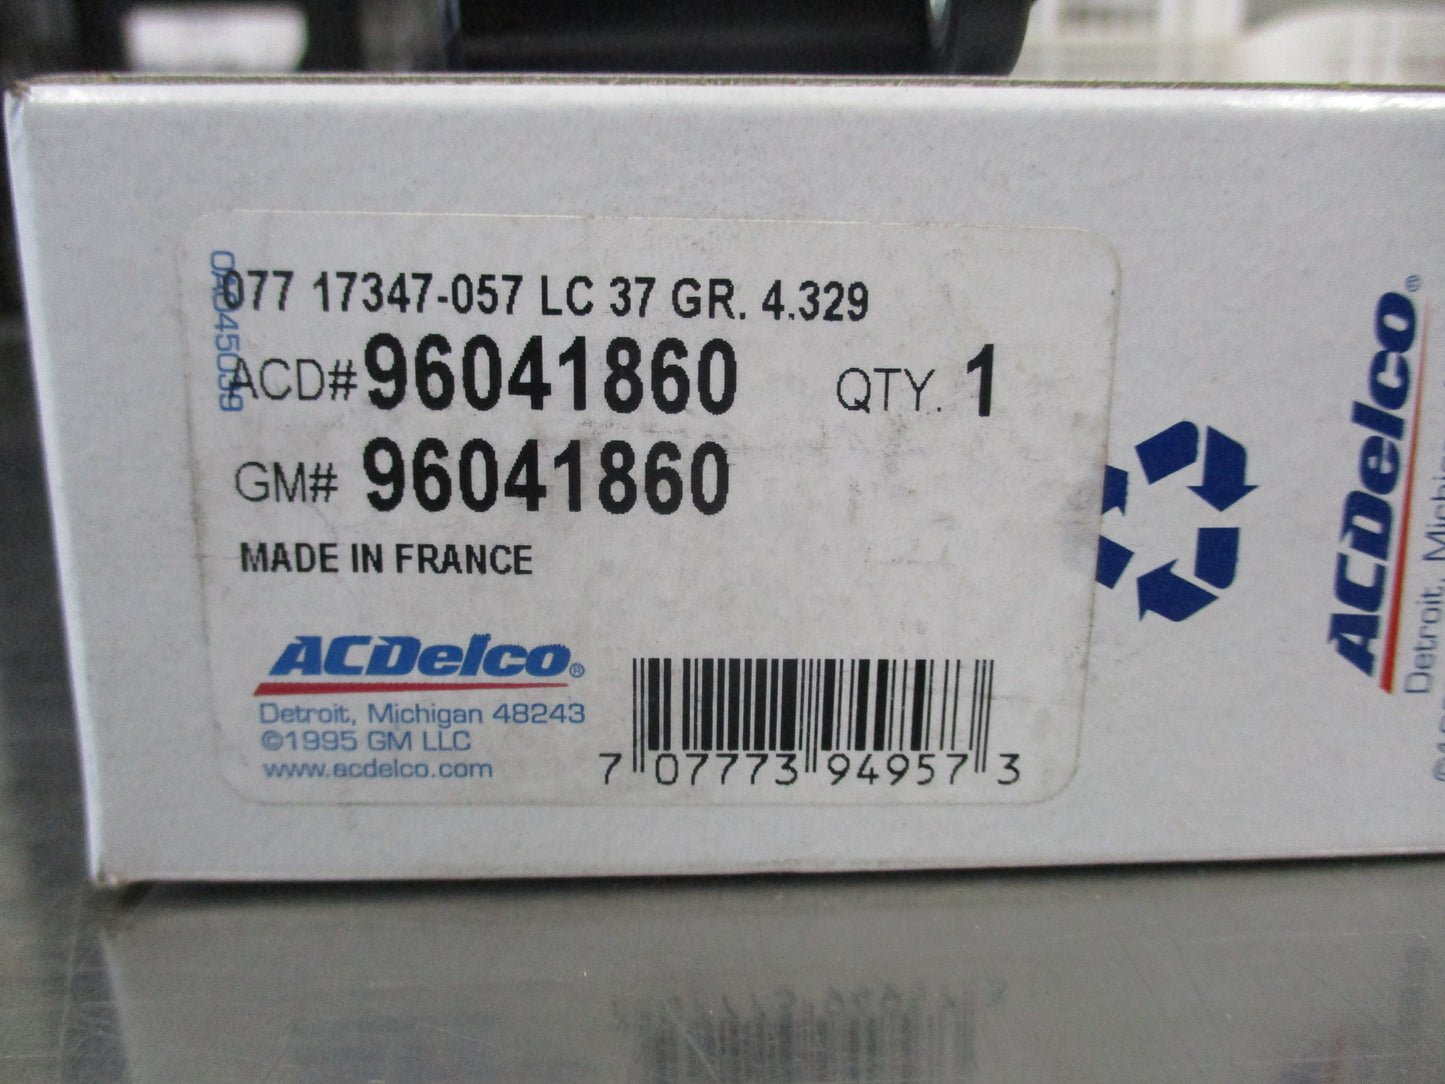 077 17347-057 LC 37 GR. 4.329
ACD# 96041860 QTY. 1
GM# 96041860
MADE IN FRANCE
ACDelco®
Detroit, Michigan 48243
©1995 GM LLC
www.acdelco.com
7 07773 94957 3
ACDelco®
Detroit,